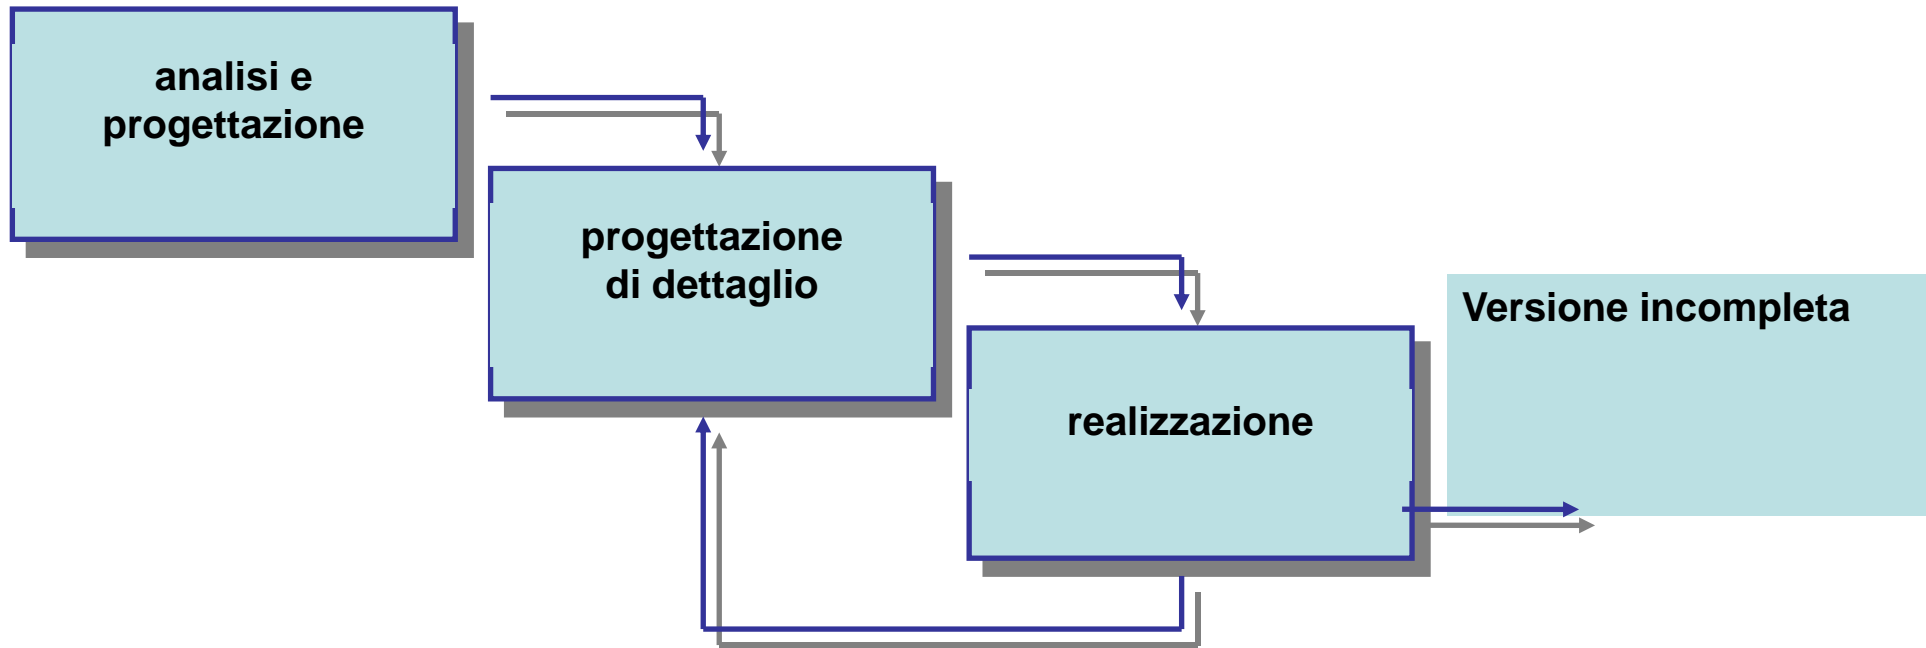 analisi e
progettazione
progettazione
di dettaglio
Versione incompleta
realizzazione